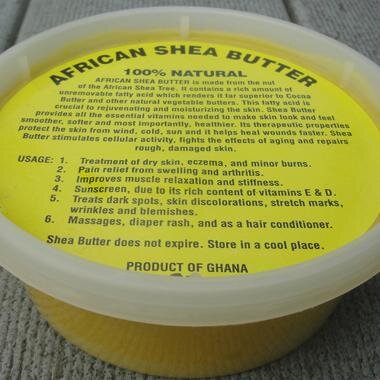 AFRICAN SHEA BUTTER
100% NATURAL
AFRICAN SHEA BUTTER is made from the nut
of the African Shea Tree. It contains a rich amount of
unremovable fatty acid which renders it far superior to Cocoa
Butter and other natural vegetable butters. This fatty acid is
crucial to rejuvenating and moisturizing the skin. Shea Butter
provides all the essential vitamins needed to make skin look and feel
smoother, softer and most importantly, healthier. Its therapeutic properties
protect the skin from wind, cold, sun and it helps heal wounds faster. Shea
Butter stimulates cellular activity, fights the effects of aging and repairs
rough, damaged skin.
USAGE: 1. Treatment of dry skin, eczema, and minor burns.
2. Pain relief from swelling and arthritis.
3. Improves muscle relaxation and stiffness.
4. Sunscreen, due to its rich content of vitamins E & D.
5. Treats dark spots, skin discolorations, stretch marks,
wrinkles and blemishes.
6. Massages, diaper rash, and as a hair conditioner.
Shea Butter does not expire. Store in a cool place.
PRODUCT OF GHANA